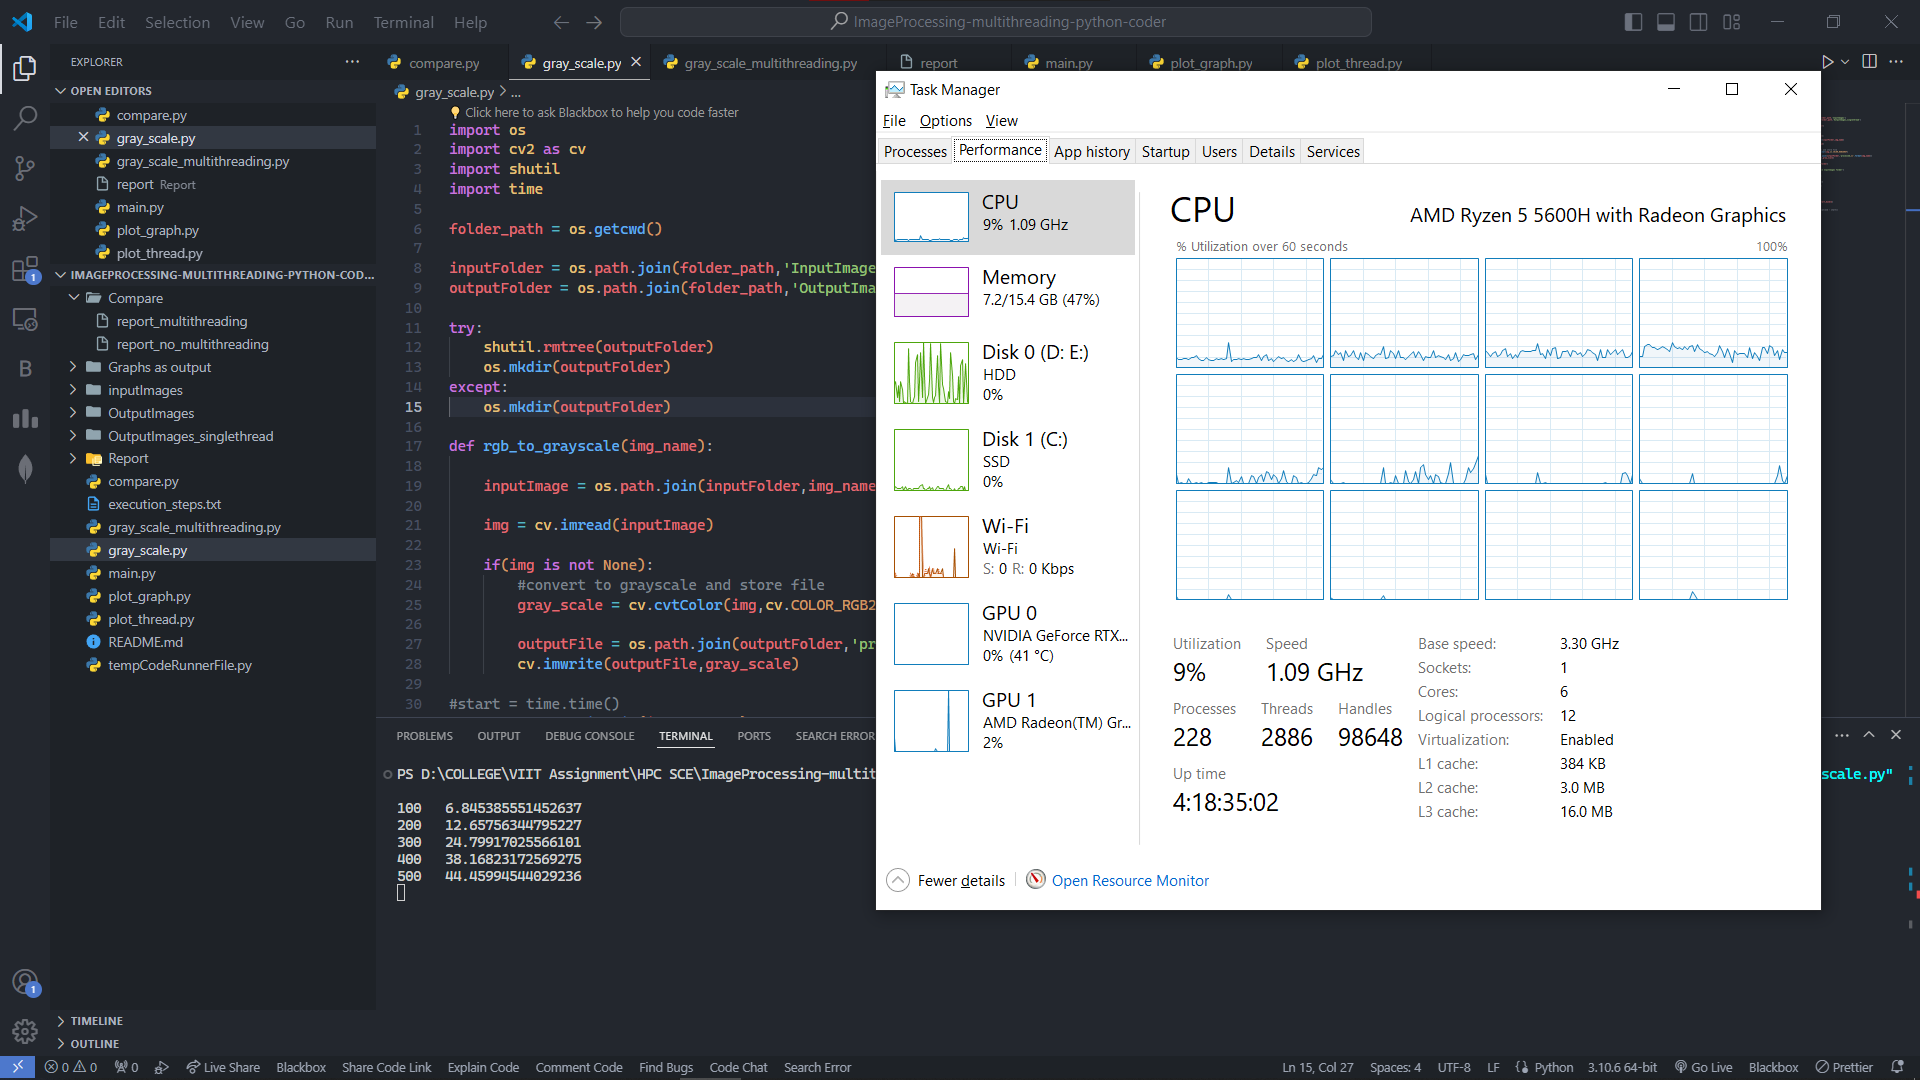 File Edit Selection View Go Run Terminal Help
ImageProcessing-multithreading-python-coder
EXPLORER
OPEN EDITORS
compare.py
gray_scale.py
gray_scale_multithreading.py
report Report
main.py
plot_graph.py
plot_thread.py
IMAGEPROCESSING-MULTITHREADING-PYTHON-COD...
Compare
report_multithreading
report_no_multithreading
Graphs as output
inputImages
OutputImages
OutputImages_singlethread
Report
compare.py
execution_steps.txt
gray_scale_multithreading.py
gray_scale.py
main.py
plot_graph.py
plot_thread.py
README.md
tempCodeRunnerFile.py
TIMELINE
OUTLINE
compare.py gray_scale.py gray_scale_multithreading.py report main.py plot_graph.py plot_thread.py
gray_scale.py > ...
Click here to ask Blackbox to help you code faster
1 import os
2 import cv2 as cv
3 import shutil
4 import time
5
6 folder_path = os.getcwd()
7
8 inputFolder = os.path.join(folder_path,'InputImage
9 outputFolder = os.path.join(folder_path,'OutputIma
10
11 try:
12 shutil.rmtree(outputFolder)
13 os.mkdir(outputFolder)
14 except:
15 os.mkdir(outputFolder)
16
17 def rgb_to_grayscale(img_name):
18
19 inputImage = os.path.join(inputFolder,img_name
20
21 img = cv.imread(inputImage)
22
23 if(img is not None):
24 #convert to grayscale and store file
25 gray_scale = cv.cvtColor(img,cv.COLOR_RGB2
26
27 outputFile = os.path.join(outputFolder,'pr
28 cv.imwrite(outputFile,gray_scale)
29
30 #start = time.time()
PROBLEMS OUTPUT DEBUG CONSOLE TERMINAL PORTS SEARCH ERROR
PS D:\COLLEGE\VIIT Assignment\HPC SCE\ImageProcessing-multit
scale.py"
100 6.845385551452637
200 12.65756344795227
300 24.79917025566101
400 38.16823172569275
500 44.45994544029236
Task Manager
File Options View
Processes Performance App history Startup Users Details Services
CPU
9% 1.09 GHz
Memory
7.2/15.4 GB (47%)
Disk 0 (D: E:)
HDD
0%
Disk 1 (C:)
SSD
0%
Wi-Fi
Wi-Fi
S: 0 R: 0 Kbps
GPU 0
NVIDIA GeForce RTX...
0% (41 °C)
GPU 1
AMD Radeon(TM) Gr...
2%
CPU
AMD Ryzen 5 5600H with Radeon Graphics
% Utilization over 60 seconds 100%
Utilization Speed
9% 1.09 GHz
Processes Threads Handles
228 2886 98648
Up time
4:18:35:02
Base speed: 3.30 GHz
Sockets: 1
Cores: 6
Logical processors: 12
Virtualization: Enabled
L1 cache: 384 KB
L2 cache: 3.0 MB
L3 cache: 16.0 MB
Fewer details Open Resource Monitor
1
B
1
0 0 0 Live Share Blackbox Share Code Link Explain Code Comment Code Find Bugs Code Chat Search Error Ln 15, Col 27 Spaces: 4 UTF-8 LF Python 3.10.6 64-bit Go Live Blackbox Prettier